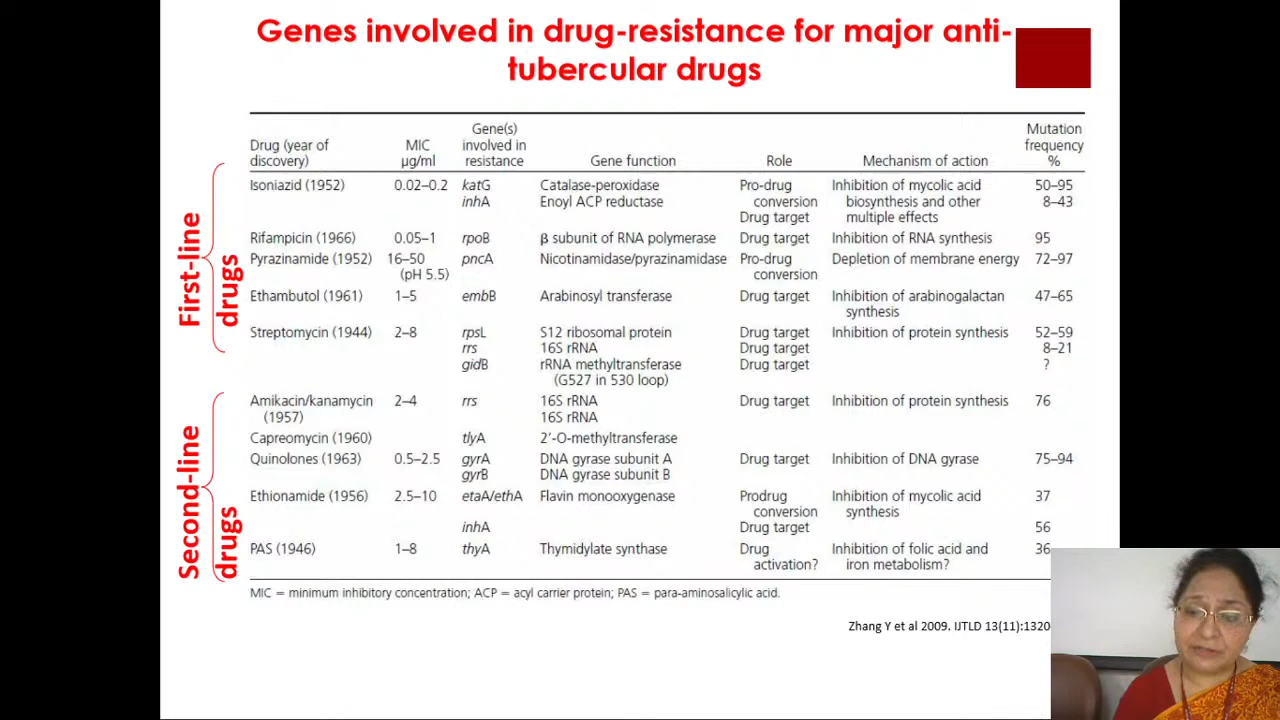 Genes involved in drug-resistance for major anti-
tubercular drugs
First-line
drugs
Second-line
drugs
Drug (year of discovery) | MIC µg/ml | Gene(s) involved in resistance | Gene function | Role | Mechanism of action | Mutation frequency %
Isoniazid (1952) 0.02–0.2 katG Catalase-peroxidase Pro-drug Inhibition of mycolic acid 50–95
inhA Enoyl ACP reductase conversion biosynthesis and other 8–43
Drug target multiple effects
Rifampicin (1966) 0.05–1 rpoB β subunit of RNA polymerase Drug target Inhibition of RNA synthesis 95
Pyrazinamide (1952) 16–50 pncA Nicotinamidase/pyrazinamidase Pro-drug Depletion of membrane energy 72–97
(pH 5.5) conversion
Ethambutol (1961) 1–5 embB Arabinosyl transferase Drug target Inhibition of arabinogalactan 47–65
synthesis
Streptomycin (1944) 2–8 rpsL S12 ribosomal protein Drug target Inhibition of protein synthesis 52–59
rrs 16S rRNA Drug target 8–21
gidB rRNA methyltransferase Drug target ?
(G527 in 530 loop)
Amikacin/kanamycin 2–4 rrs 16S rRNA Drug target Inhibition of protein synthesis 76
(1957) 16S rRNA
Capreomycin (1960) tlyA 2’-O-methyltransferase
Quinolones (1963) 0.5–2.5 gyrA DNA gyrase subunit A Drug target Inhibition of DNA gyrase 75–94
gyrB DNA gyrase subunit B
Ethionamide (1956) 2.5–10 etaA/ethA Flavin monooxygenase Prodrug Inhibition of mycolic acid 37
conversion synthesis
inhA Drug target 56
PAS (1946) 1–8 thyA Thymidylate synthase Drug Inhibition of folic acid and 36
activation? iron metabolism?
MIC = minimum inhibitory concentration; ACP = acyl carrier protein; PAS = para-aminosalicylic acid.
Zhang Y et al 2009. IJTLD 13(11):1320